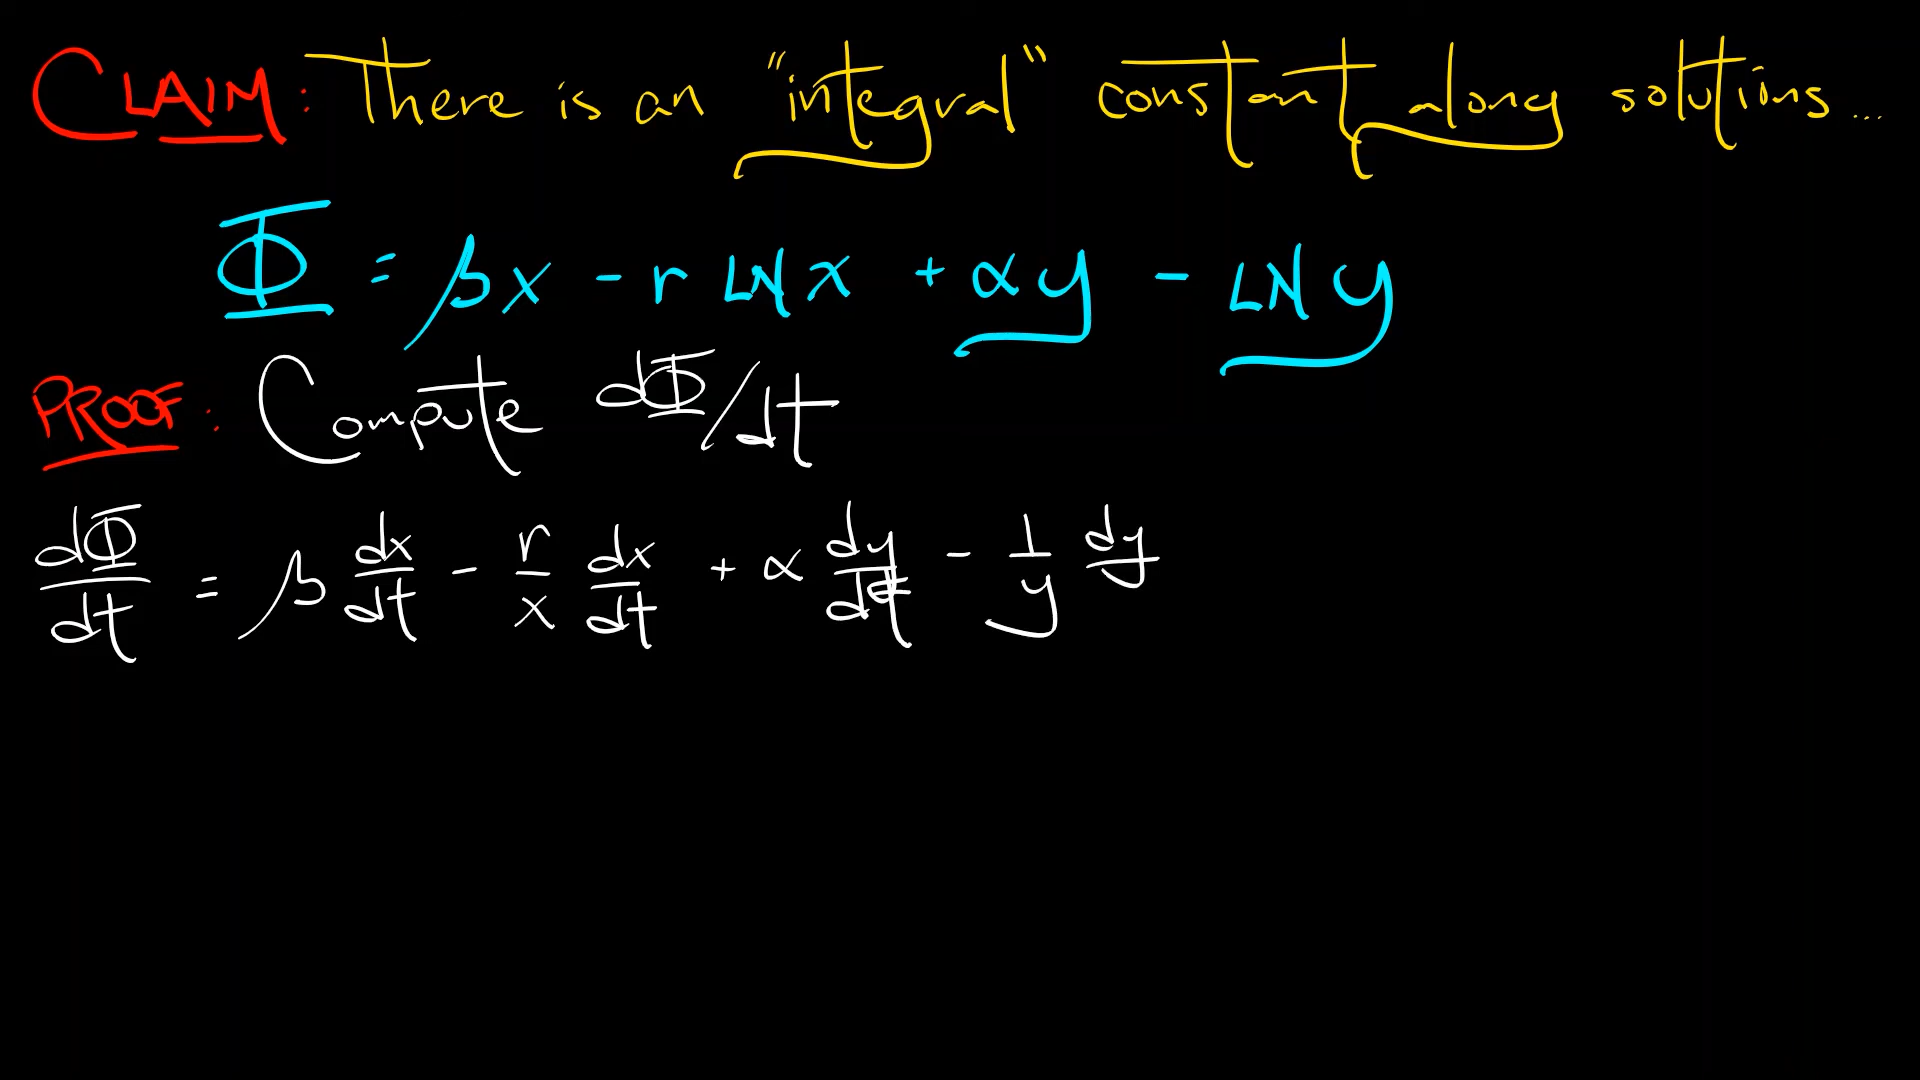 CLAIM: There is an "integral" constant along solutions...
Φ = βx - r LN x + αy - LN y
PROOF: Compute dΦ/dt
dΦ/dt = β dx/dt - r/x dx/dt + α dy/dt - 1/y dy